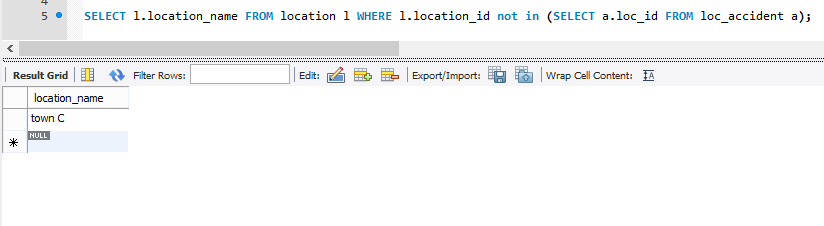 4
5 SELECT l.location_name FROM location l WHERE l.location_id not in (SELECT a.loc_id FROM loc_accident a);
Result Grid Filter Rows: Edit: Export/Import: Wrap Cell Content: IA
location_name
town C
NULL